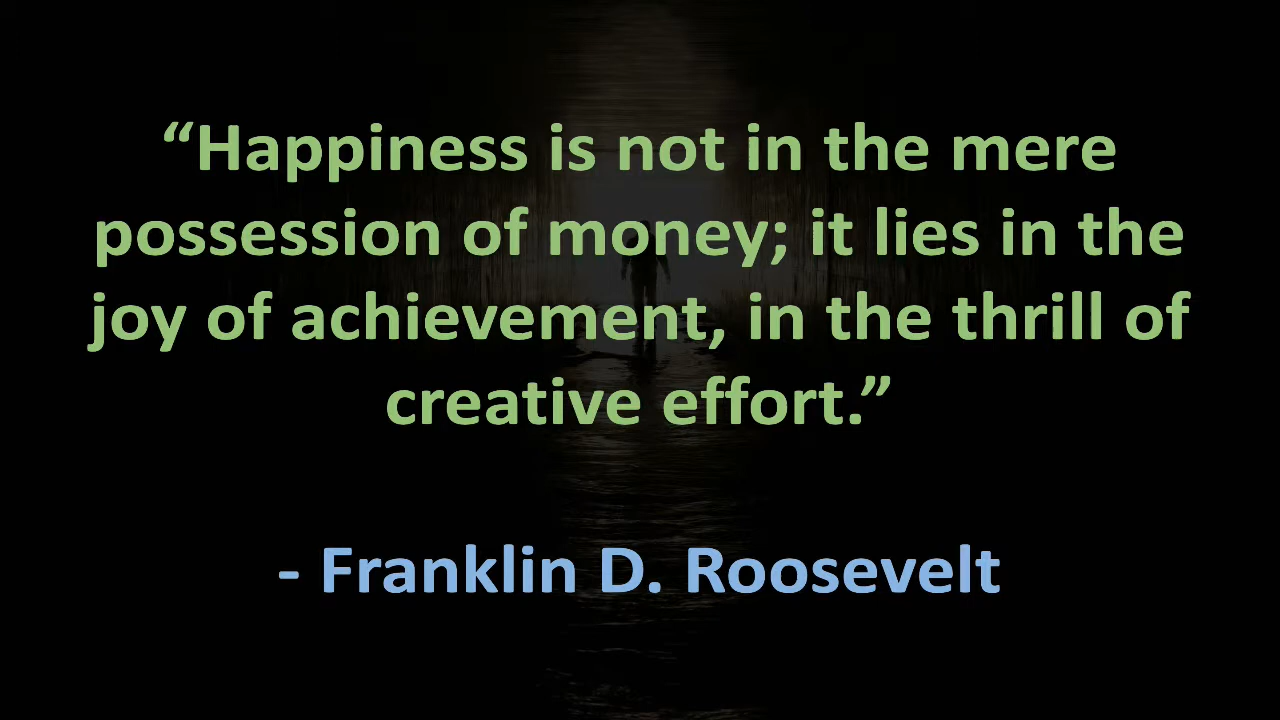 “Happiness is not in the mere
possession of money; it lies in the
joy of achievement, in the thrill of
creative effort.”
- Franklin D. Roosevelt